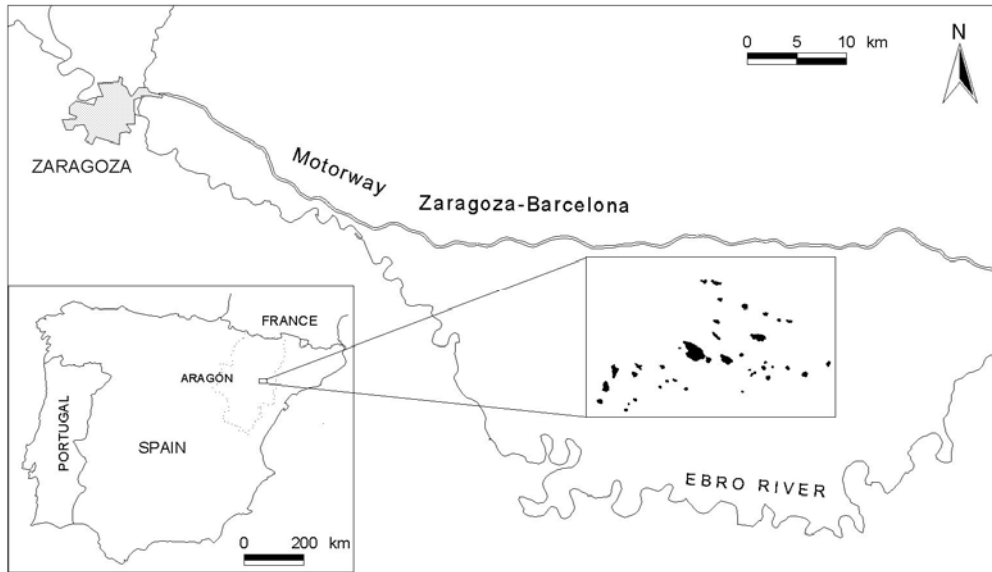 0 5 10 km
N
ZARAGOZA
Motorway
Zaragoza-Barcelona
FRANCE
ARAGÓN
PORTUGAL
SPAIN
0 200 km
EBRO RIVER